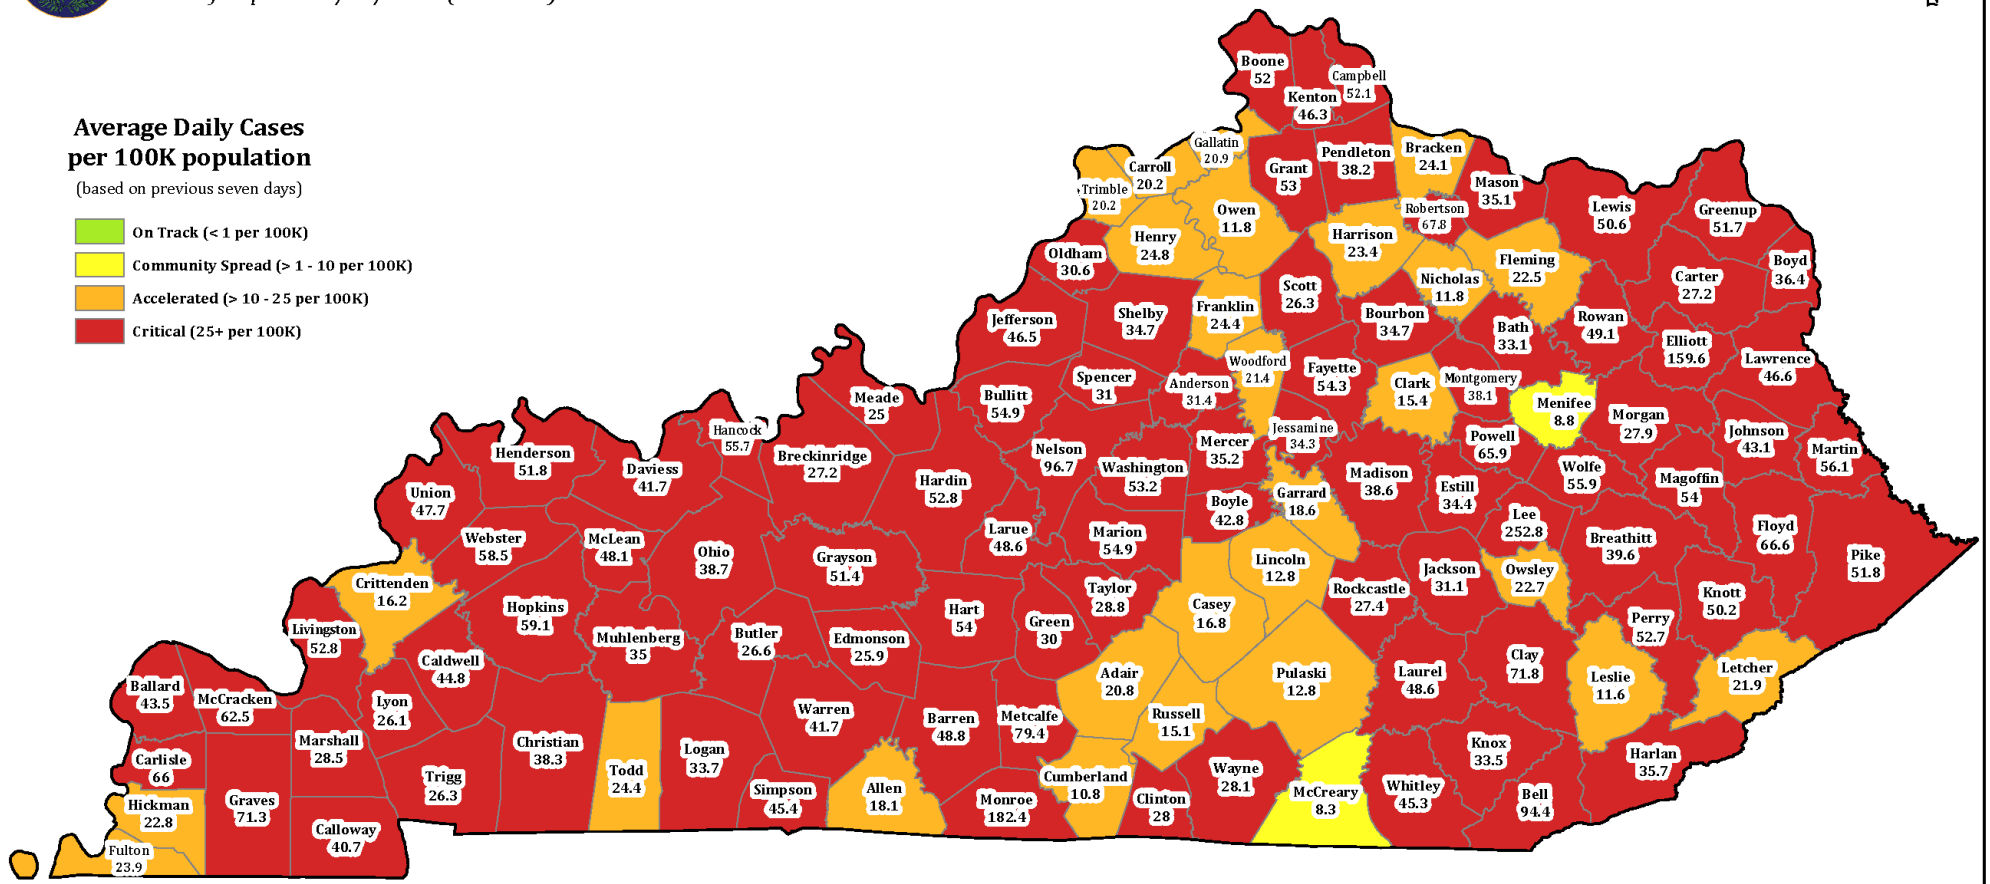 Average Daily Cases
per 100K population
(based on previous seven days)
On Track (< 1 per 100K)
Community Spread (> 1 - 10 per 100K)
Accelerated (> 10 - 25 per 100K)
Critical (25+ per 100K)
Boone
52
Campbell
52.1
Kenton
46.3
Gallatin
20.9
Carroll
20.2
Trimble
20.2
Grant
53
Pendleton
38.2
Bracken
24.1
Mason
35.1
Robertson
67.8
Lewis
50.6
Greenup
51.7
Boyd
36.4
Owen
11.8
Henry
24.8
Harrison
23.4
Oldham
30.6
Nicholas
11.8
Fleming
22.5
Carter
27.2
Scott
26.3
Franklin
24.4
Bourbon
34.7
Shelby
34.7
Jefferson
46.5
Bath
33.1
Rowan
49.1
Elliott
159.6
Lawrence
46.6
Woodford
21.4
Fayette
54.3
Clark
15.4
Montgomery
38.1
Menifee
8.8
Morgan
27.9
Spencer
31
Anderson
31.4
Bullitt
54.9
Meade
25
Hancock
55.7
Breckinridge
27.2
Henderson
51.8
Daviess
41.7
Union
47.7
Hardin
52.8
Nelson
96.7
Washington
53.2
Mercer
35.2
Jessamine
34.3
Madison
38.6
Powell
65.9
Estill
34.4
Wolfe
55.9
Magoffin
54
Johnson
43.1
Martin
56.1
Garrard
18.6
Boyle
42.8
Lee
252.8
Breathitt
39.6
Floyd
66.6
Pike
51.8
Webster
58.5
McLean
48.1
Ohio
38.7
Grayson
51.4
Larue
48.6
Marion
54.9
Lincoln
12.8
Rockcastle
27.4
Jackson
31.1
Owsley
22.7
Knott
50.2
Perry
52.7
Crittenden
16.2
Livingston
52.8
Hopkins
59.1
Muhlenberg
35
Butler
26.6
Edmonson
25.9
Hart
54
Green
30
Taylor
28.8
Casey
16.8
Caldwell
44.8
Ballard
43.5
McCracken
62.5
Lyon
26.1
Adair
20.8
Pulaski
12.8
Laurel
48.6
Clay
71.8
Leslie
11.6
Letcher
21.9
Carlisle
66
Marshall
28.5
Trigg
26.3
Christian
38.3
Todd
24.4
Logan
33.7
Warren
41.7
Barren
48.8
Metcalfe
79.4
Russell
15.1
Knox
33.5
Harlan
35.7
Hickman
22.8
Graves
71.3
Calloway
40.7
Simpson
45.4
Allen
18.1
Monroe
182.4
Cumberland
10.8
Clinton
28
Wayne
28.1
McCreary
8.3
Whitley
45.3
Bell
94.4
Fulton
23.9